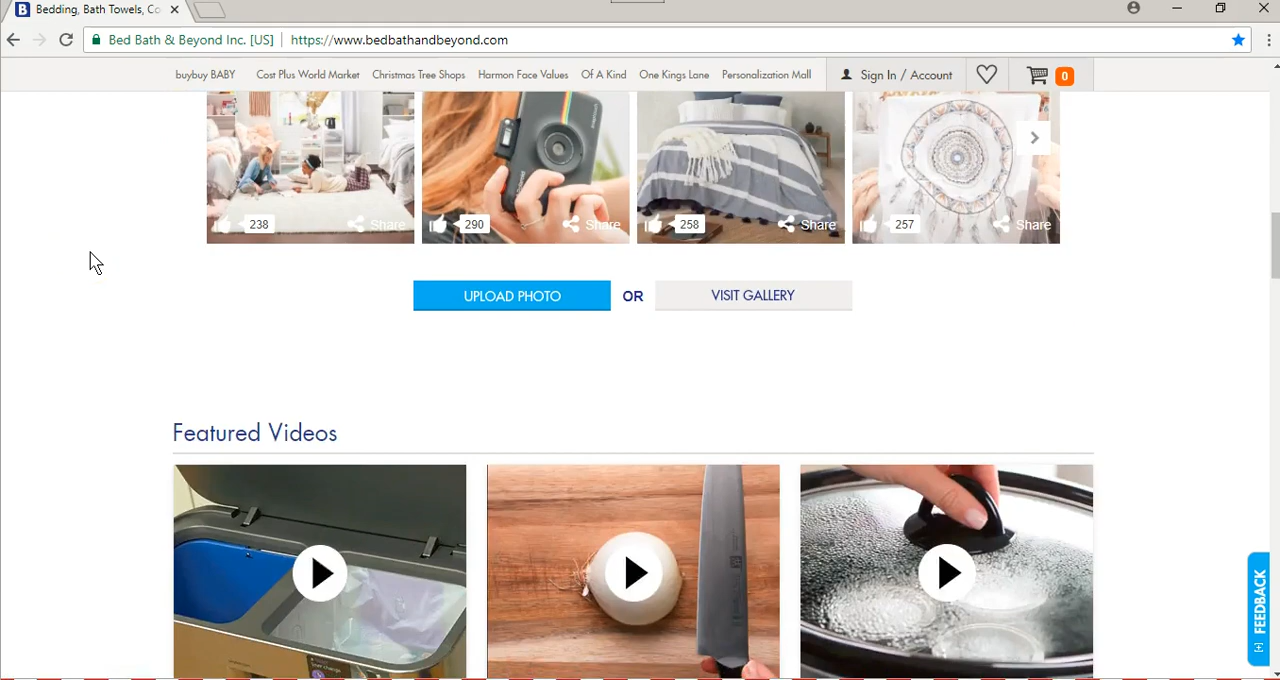 B Bedding, Bath Towels, Co
Bed Bath & Beyond Inc. [US] https://www.bedbathandbeyond.com
buybuy BABY Cost Plus World Market Christmas Tree Shops Harmon Face Values Of A Kind One Kings Lane Personalization Mall Sign In / Account 0
238 Share 290 Share 258 Share 257 Share
UPLOAD PHOTO OR VISIT GALLERY
Featured Videos
[+] FEEDBACK